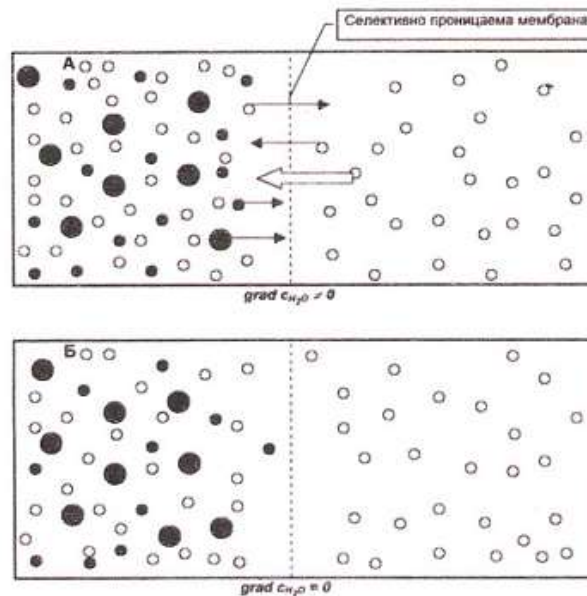 Селективно проницаема мембрана
А
grad c_H₂O ≠ 0
Б
grad c_H₂O = 0